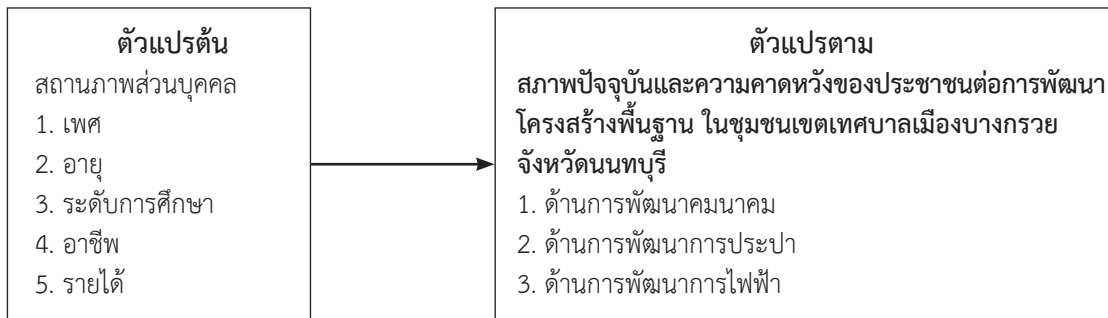 ตัวแปรต้น
สถานภาพส่วนบุคคล
1. เพศ
2. อายุ
3. ระดับการศึกษา
4. อาชีพ
5. รายได้
ตัวแปรตาม
สภาพปัจจุบันและความคาดหวังของประชาชนต่อการพัฒนา
โครงสร้างพื้นฐาน ในชุมชนเขตเทศบาลเมืองบางกรวย
จังหวัดนนทบุรี
1. ด้านการพัฒนาคมนาคม
2. ด้านการพัฒนาการประปา
3. ด้านการพัฒนาการไฟฟ้า